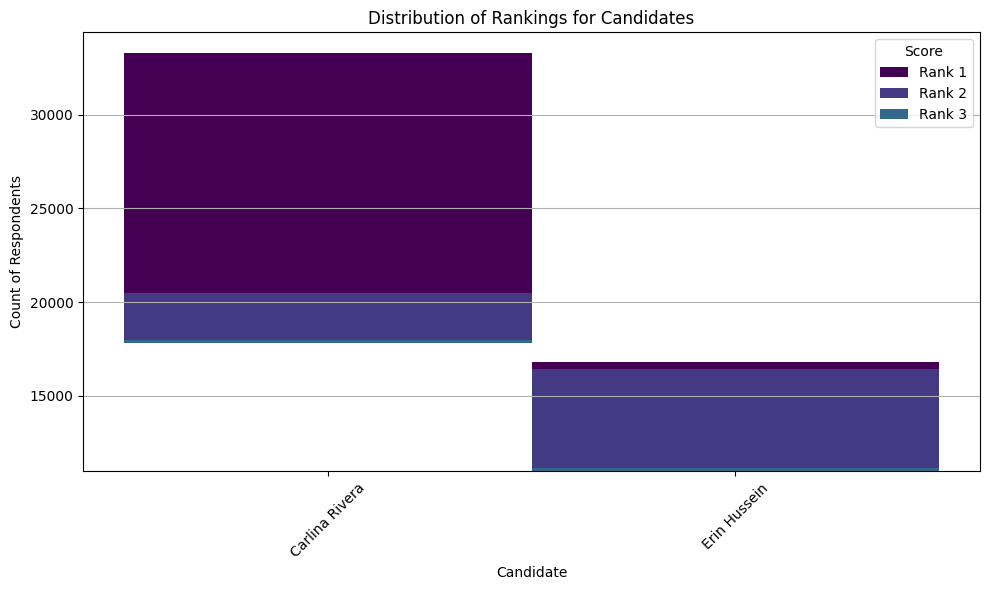 Distribution of Rankings for Candidates
Score
Rank 1
Rank 2
Rank 3
Count of Respondents
30000
25000
20000
15000
Carlina Rivera
Erin Hussein
Candidate